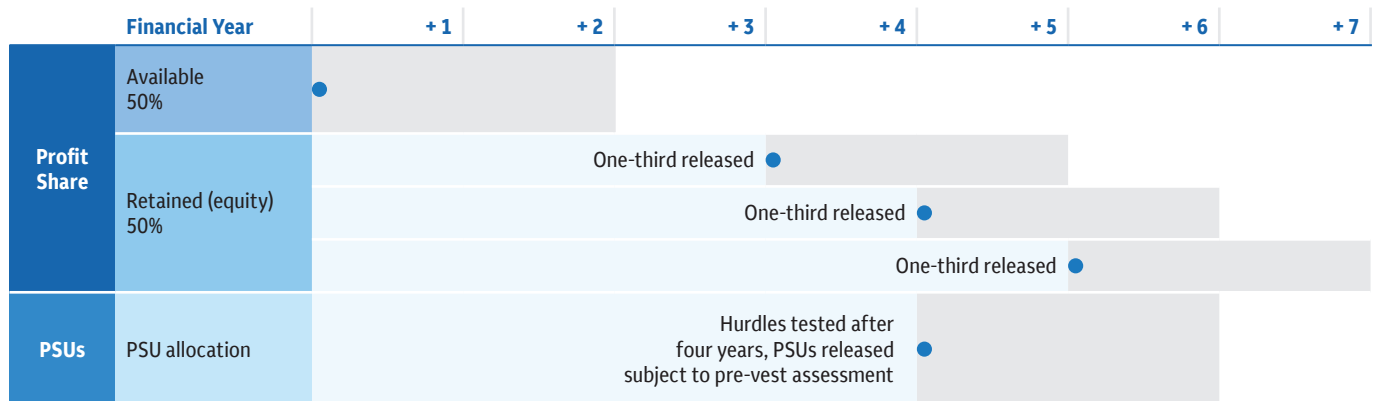 Financial Year + 1 + 2 + 3 + 4 + 5 + 6 + 7
Profit
Share
Available
50%
Retained (equity)
50%
One-third released
One-third released
One-third released
PSUs
PSU allocation
Hurdles tested after
four years, PSUs released
subject to pre-vest assessment